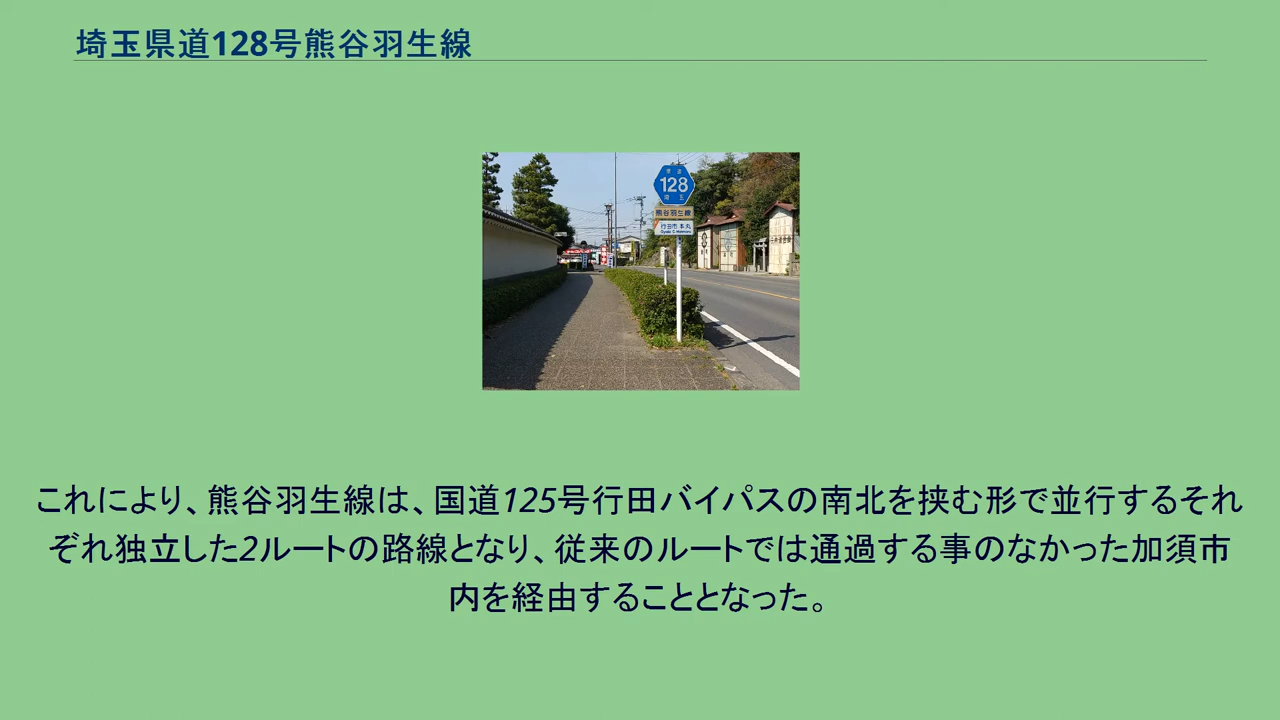 埼玉県道128号熊谷羽生線
県道
128
埼玉
熊谷羽生線
行田市 本丸
これにより、熊谷羽生線は、国道125号行田バイパスの南北を挟む形で並行するそれ
ぞれ独立した2ルートの路線となり、従来のルートでは通過する事のなかった加須市
内を経由することとなった。